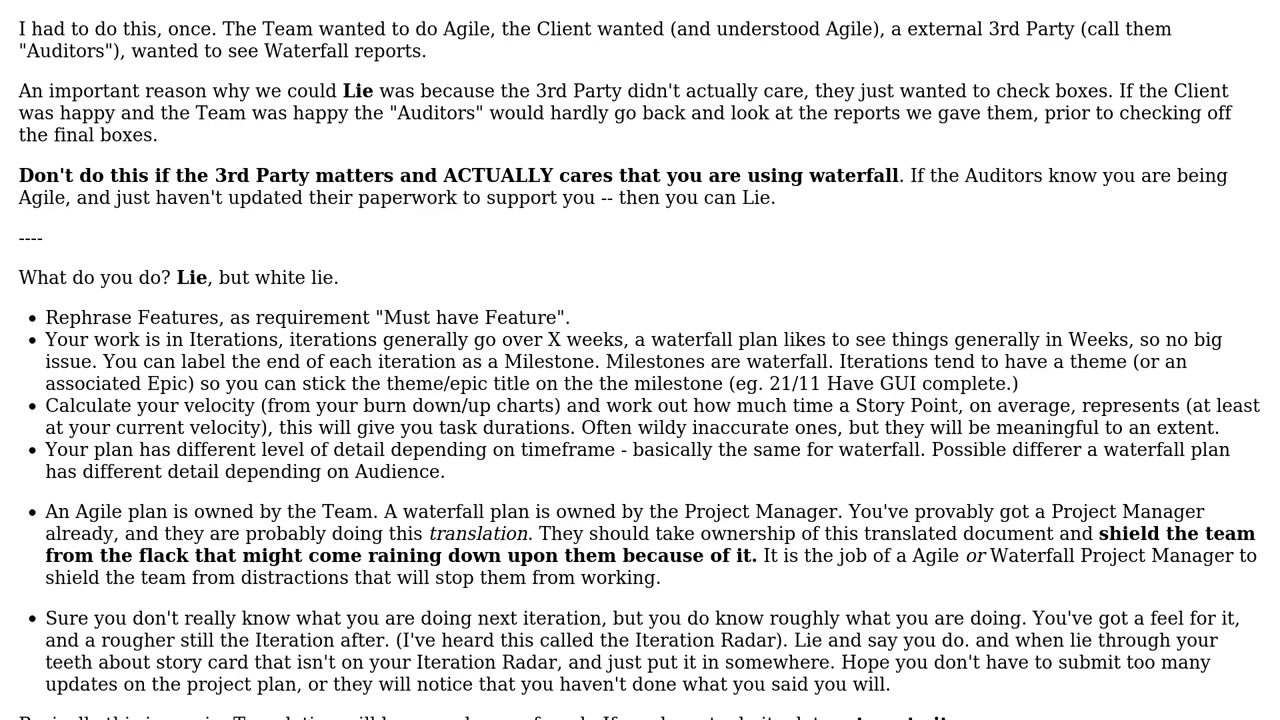 I had to do this, once. The Team wanted to do Agile, the Client wanted (and understood Agile), a external 3rd Party (call them
"Auditors"), wanted to see Waterfall reports.
An important reason why we could Lie was because the 3rd Party didn't actually care, they just wanted to check boxes. If the Client
was happy and the Team was happy the "Auditors" would hardly go back and look at the reports we gave them, prior to checking off
the final boxes.
Don't do this if the 3rd Party matters and ACTUALLY cares that you are using waterfall. If the Auditors know you are being
Agile, and just haven't updated their paperwork to support you -- then you can Lie.
----
What do you do? Lie, but white lie.
• Rephrase Features, as requirement "Must have Feature".
• Your work is in Iterations, iterations generally go over X weeks, a waterfall plan likes to see things generally in Weeks, so no big
issue. You can label the end of each iteration as a Milestone. Milestones are waterfall. Iterations tend to have a theme (or an
associated Epic) so you can stick the theme/epic title on the the milestone (eg. 21/11 Have GUI complete.)
• Calculate your velocity (from your burn down/up charts) and work out how much time a Story Point, on average, represents (at least
at your current velocity), this will give you task durations. Often wildy inaccurate ones, but they will be meaningful to an extent.
• Your plan has different level of detail depending on timeframe - basically the same for waterfall. Possible differer a waterfall plan
has different detail depending on Audience.
• An Agile plan is owned by the Team. A waterfall plan is owned by the Project Manager. You've provably got a Project Manager
already, and they are probably doing this translation. They should take ownership of this translated document and shield the team
from the flack that might come raining down upon them because of it. It is the job of a Agile or Waterfall Project Manager to
shield the team from distractions that will stop them from working.
• Sure you don't really know what you are doing next iteration, but you do know roughly what you are doing. You've got a feel for it,
and a rougher still the Iteration after. (I've heard this called the Iteration Radar). Lie and say you do. and when lie through your
teeth about story card that isn't on your Iteration Radar, and just put it in somewhere. Hope you don't have to submit too many
updates on the project plan, or they will notice that you haven't done what you said you will.